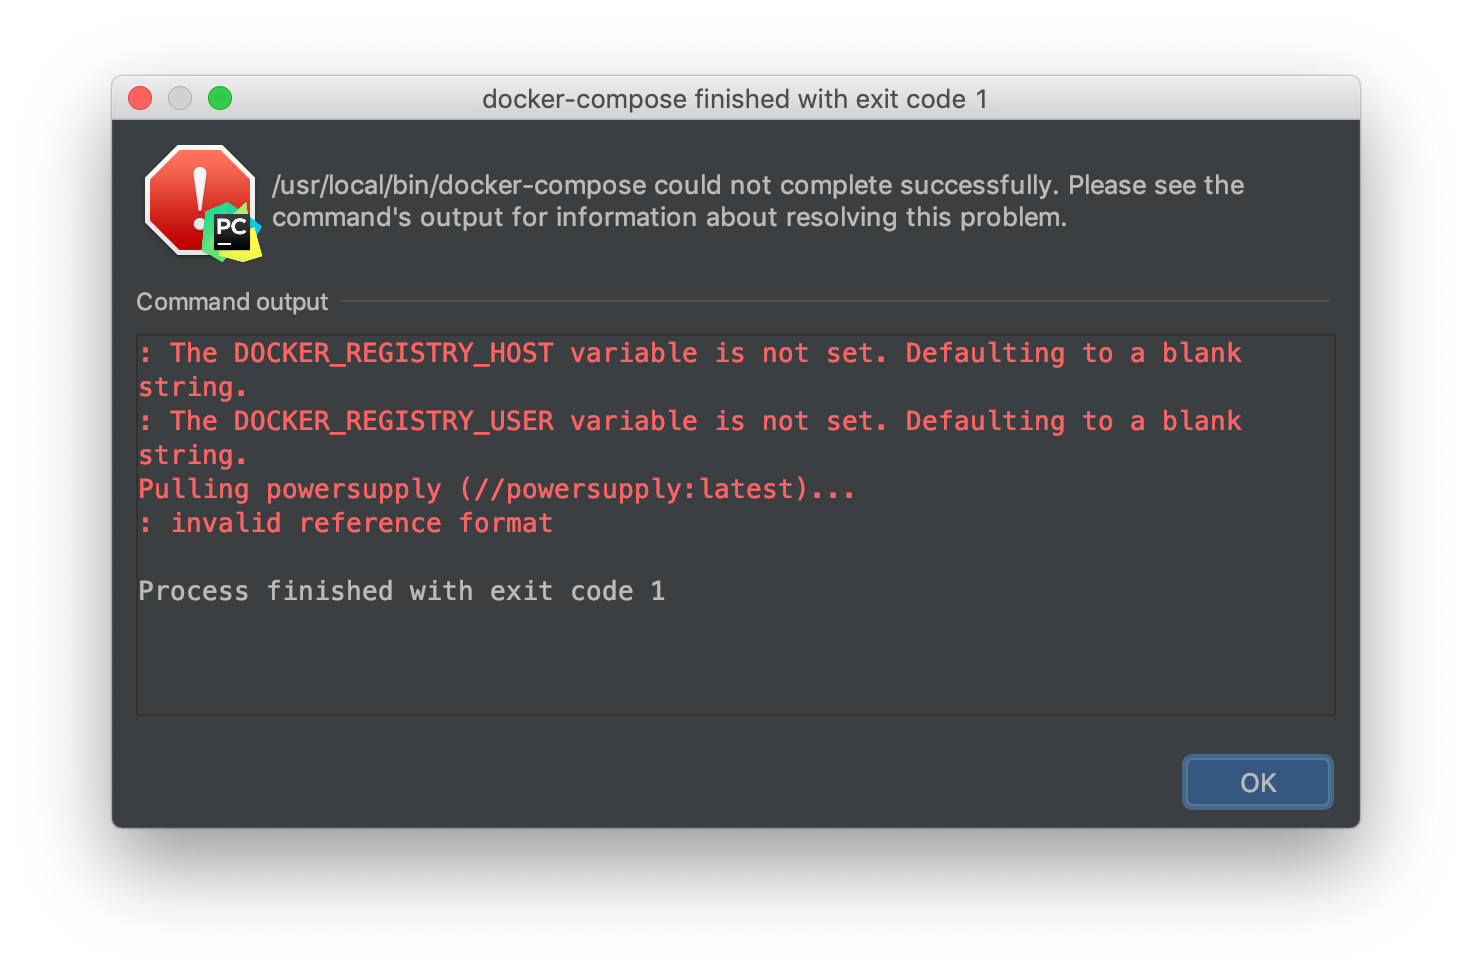 docker-compose finished with exit code 1
/usr/local/bin/docker-compose could not complete successfully. Please see the
command's output for information about resolving this problem.
PC
Command output
: The DOCKER_REGISTRY_HOST variable is not set. Defaulting to a blank
string.
: The DOCKER_REGISTRY_USER variable is not set. Defaulting to a blank
string.
Pulling powersupply (//powersupply:latest)...
: invalid reference format
Process finished with exit code 1
OK